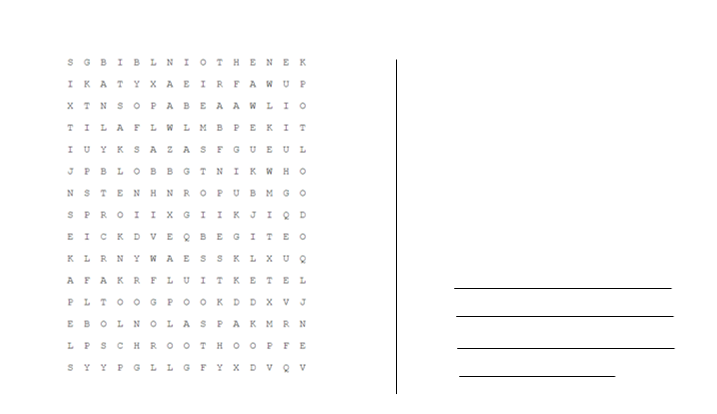 S G B I B L N I O T H E N E K
I K A T Y X A E I R F A W U P
X T N S O P A B E A A W L I O
T I L A F L W L M B P E K I T
I U Y K S A Z A S F G U E U L
J P B L O B B G T N I K W H O
N S T E N H N R O P U B M G O
S P R O I I X G I I K J I Q D
E I C K D V E Q B E G I T E O
K L R N Y W A E S S K L X U Q
A F A K R F L U I T K E T E L
P L T O O G P O O K D D X V J
E B O L N O L A S P A K M R N
L P S C H R O O T H O O P F E
S Y Y P G L L G F Y X D V Q V